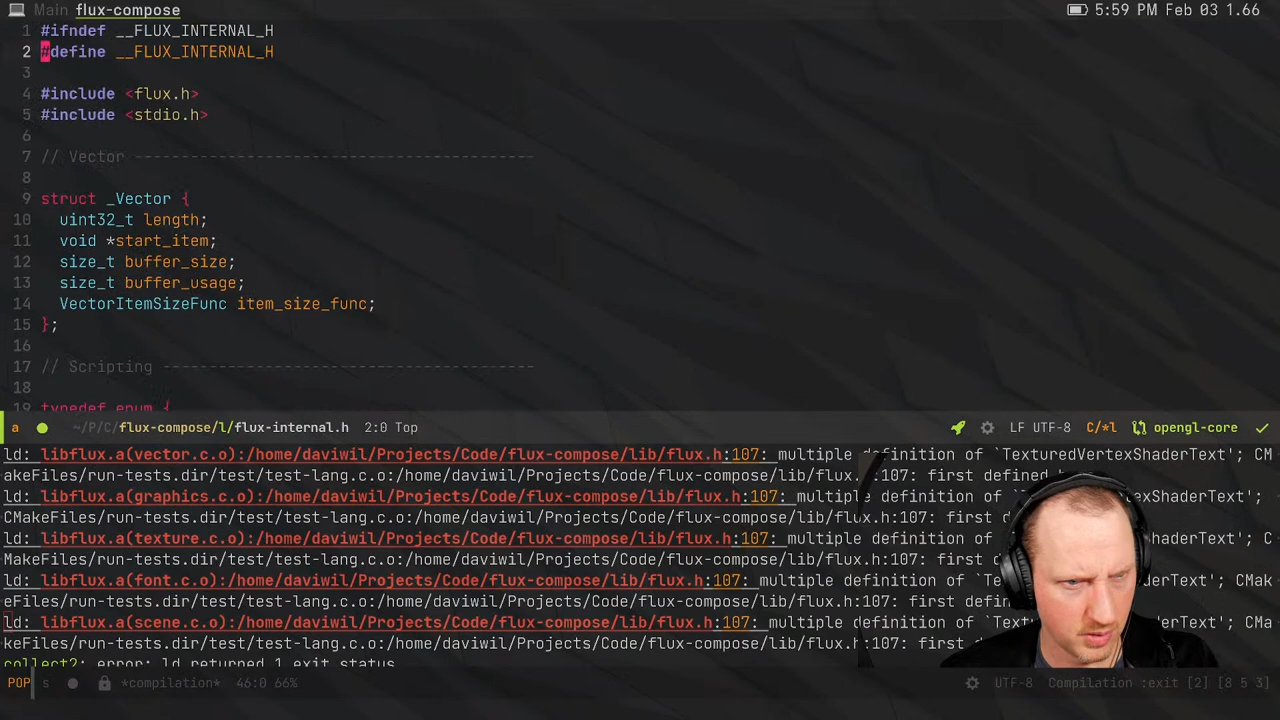 Main flux-compose 5:59 PM Feb 03 1.66
1 #ifndef __FLUX_INTERNAL_H
2 #define __FLUX_INTERNAL_H
3
4 #include <flux.h>
5 #include <stdio.h>
6
7 // Vector -------------------------------------------
8
9 struct _Vector {
10 uint32_t length;
11 void *start_item;
12 size_t buffer_size;
13 size_t buffer_usage;
14 VectorItemSizeFunc item_size_func;
15 };
16
17 // Scripting ----------------------------------------
18
19 typedef enum {
a ~/P/C/flux-compose/l/flux-internal.h 2:0 Top LF UTF-8 C/*l opengl-core
ld: libflux.a(vector.c.o):/home/daviwil/Projects/Code/flux-compose/lib/flux.h:107: multiple definition of `TexturedVertexShaderText'; CM
akeFiles/run-tests.dir/test/test-lang.c.o:/home/daviwil/Projects/Code/flux-compose/lib/flux.h:107: first defined
ld: libflux.a(graphics.c.o):/home/daviwil/Projects/Code/flux-compose/lib/flux.h:107: multiple definition of
CMakeFiles/run-tests.dir/test/test-lang.c.o:/home/daviwil/Projects/Code/flux-compose/lib/flux.h:107: first
ld: libflux.a(texture.c.o):/home/daviwil/Projects/Code/flux-compose/lib/flux.h:107: multiple definition of ShaderText'; C
MakeFiles/run-tests.dir/test/test-lang.c.o:/home/daviwil/Projects/Code/flux-compose/lib/flux.h:107: first
ld: libflux.a(font.c.o):/home/daviwil/Projects/Code/flux-compose/lib/flux.h:107: multiple definition of ShaderText'; CMak
eFiles/run-tests.dir/test/test-lang.c.o:/home/daviwil/Projects/Code/flux-compose/lib/flux.h:107: first
ld: libflux.a(scene.c.o):/home/daviwil/Projects/Code/flux-compose/lib/flux.h:107: multiple definition of CMa
keFiles/run-tests.dir/test/test-lang.c.o:/home/daviwil/Projects/Code/flux-compose/lib/flux.h:107: first
collect2: error: ld returned 1 exit status
POP s *compilation* 46:0 66% UTF-8 Compilation :exit [2] [8 5 3]